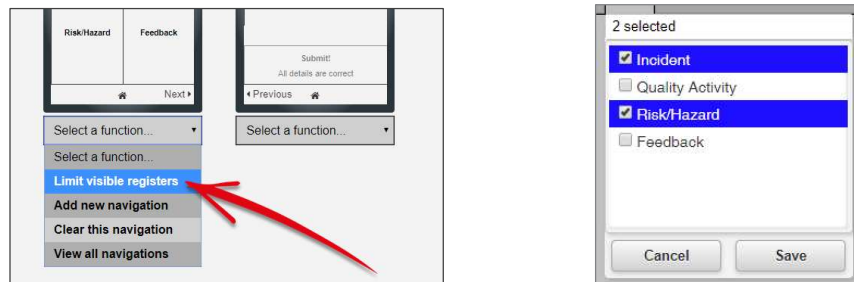 Risk/Hazard Feedback
Next
Select a function...
Select a function...
Limit visible registers
Add new navigation
Clear this navigation
View all navigations
Submit!
All details are correct
Previous
Select a function...
2 selected
Incident
Quality Activity
Risk/Hazard
Feedback
Cancel Save